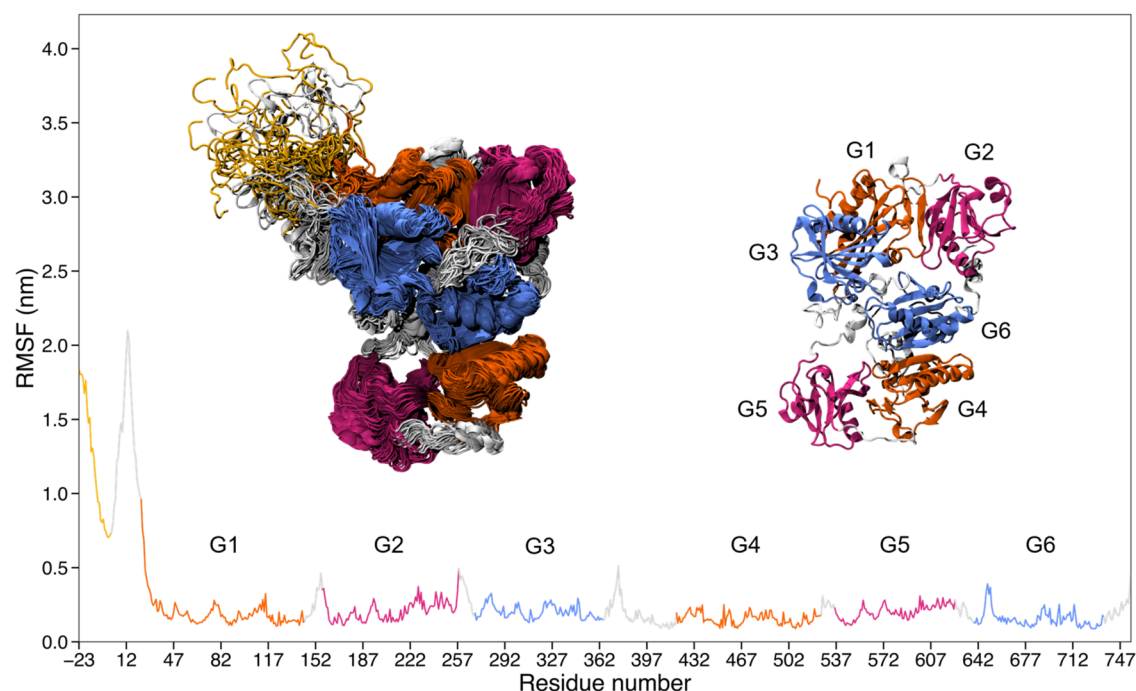 4.0
3.5
3.0
2.5
2.0
1.5
1.0
0.5
0.0
RMSF (nm)
G1 G2
G3
G6
G5 G4
G1 G2 G3 G4 G5 G6
−23 12 47 82 117 152 187 222 257 292 327 362 397 432 467 502 537 572 607 642 677 712 747
Residue number